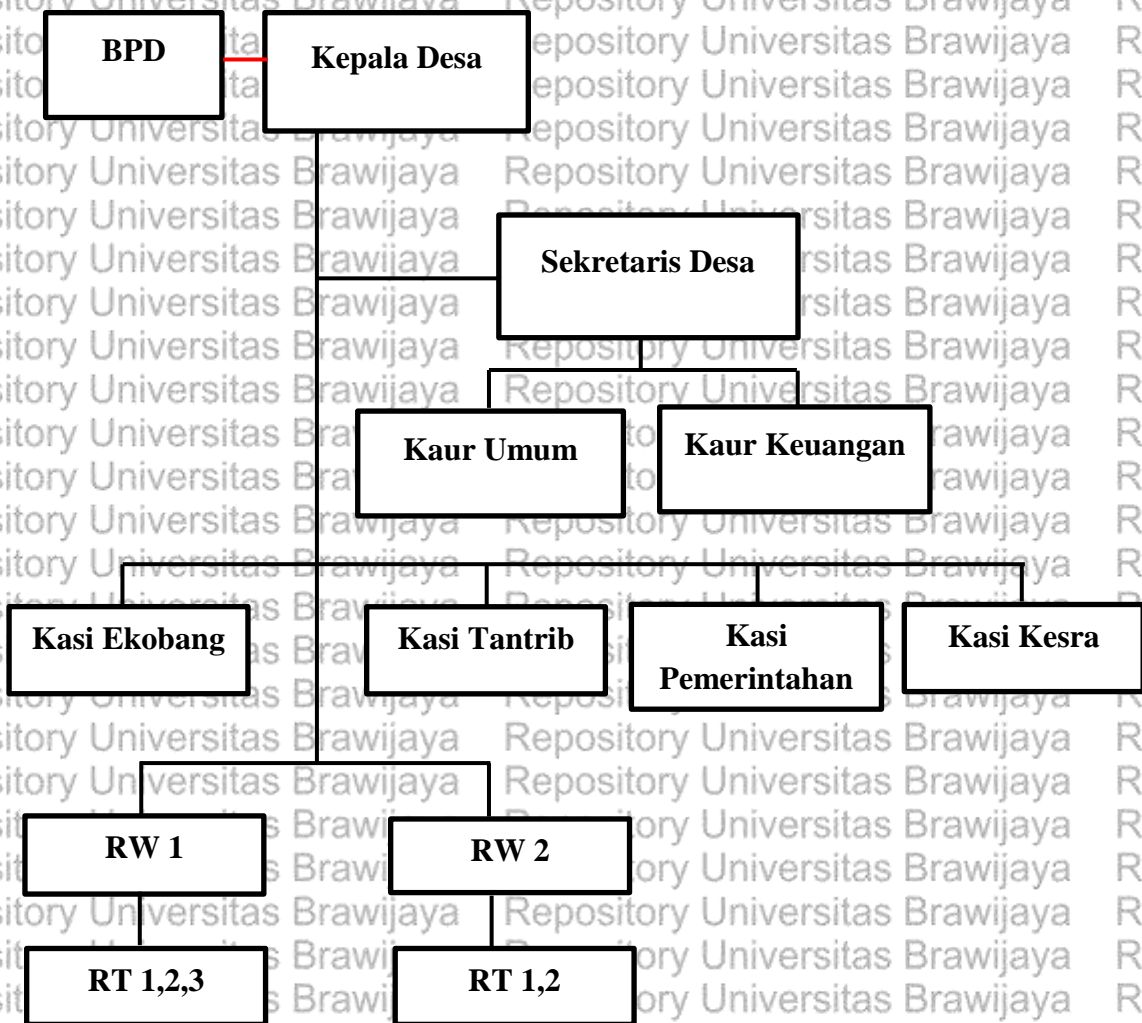 BPD
Kepala Desa
Sekretaris Desa
Kaur Umum
Kaur Keuangan
Kasi Ekobang
Kasi Tantrib
Kasi
Pemerintahan
Kasi Kesra
RW 1
RW 2
RT 1,2,3
RT 1,2
Repository Universitas Brawijaya